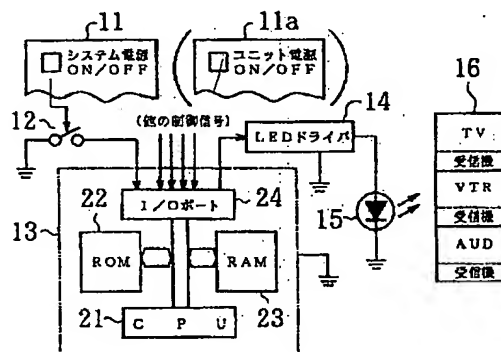 11
システム電源
ON/OFF
11a
ユニット電源
ON/OFF
12
(他の制御信号)
14
LEDドライバ
16
TV
受信機
VTR
受信機
AUD
受信機
15
13
22
I/Oポート
24
ROM
RAM
21
CPU
23